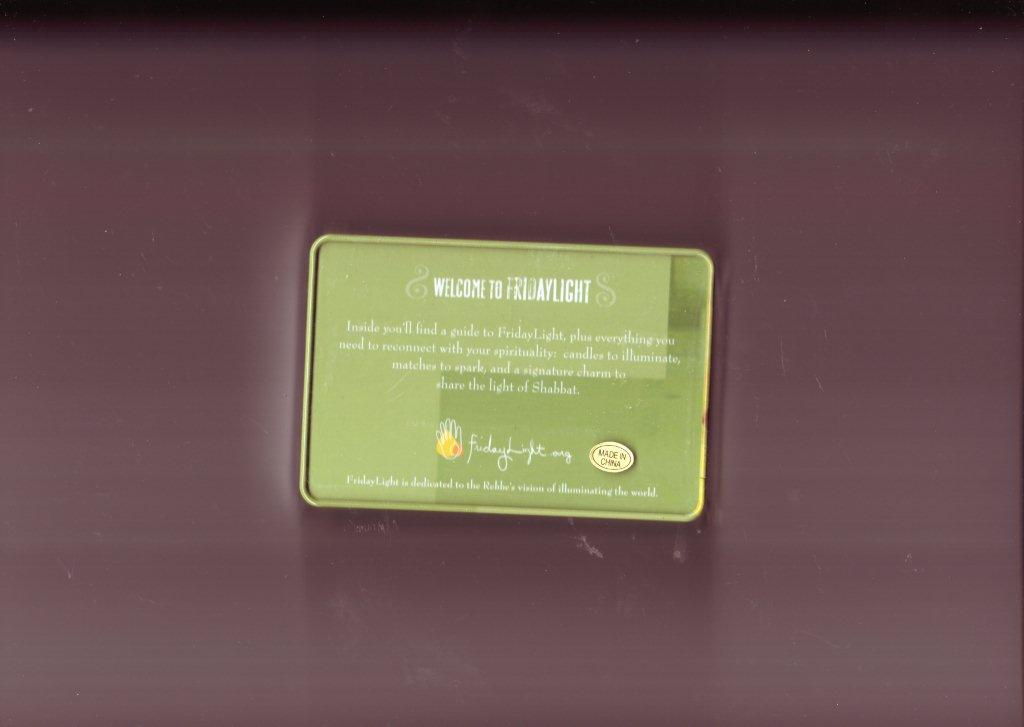 WELCOME TO FRIDAYLIGHT
Inside you'll find a guide to FridayLight, plus everything you
need to reconnect with your spirituality: candles to illuminate,
matches to spark, and a signature charm to
share the light of Shabbat.
fridayLight.org
MADE IN
CHINA
FridayLight is dedicated to the Rebbe's vision of illuminating the world.